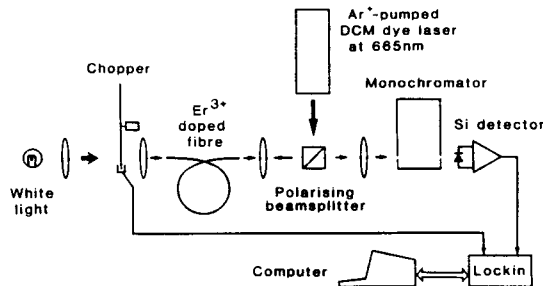 Ar⁺-pumped
DCM dye laser
at 665nm
Chopper
Monochromator
Er³⁺
doped
fibre
Si detector
White
light
Polarising
beamsplitter
Computer
Lockin